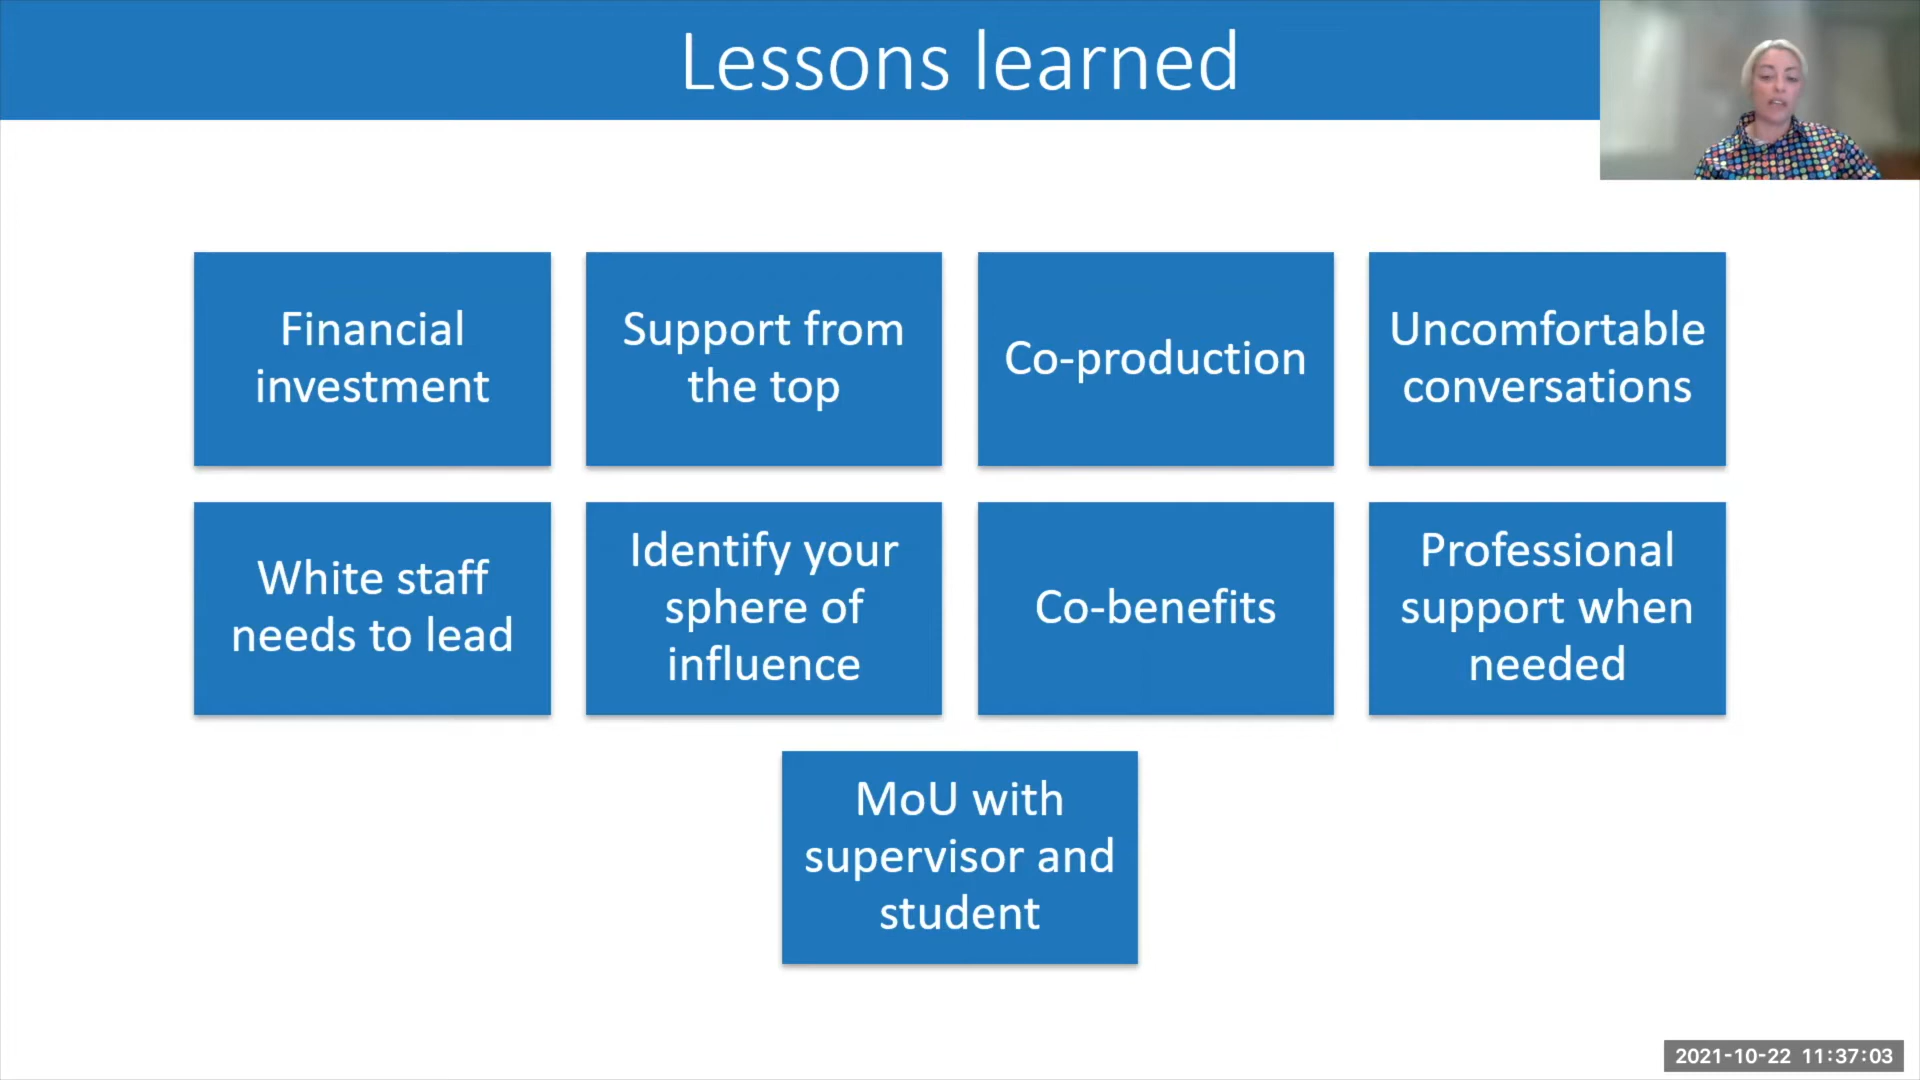 Lessons learned
Financial
investment
Support from
the top
Co-production
Uncomfortable
conversations
White staff
needs to lead
Identify your
sphere of
influence
Co-benefits
Professional
support when
needed
MoU with
supervisor and
student
2021-10-22 11:37:03